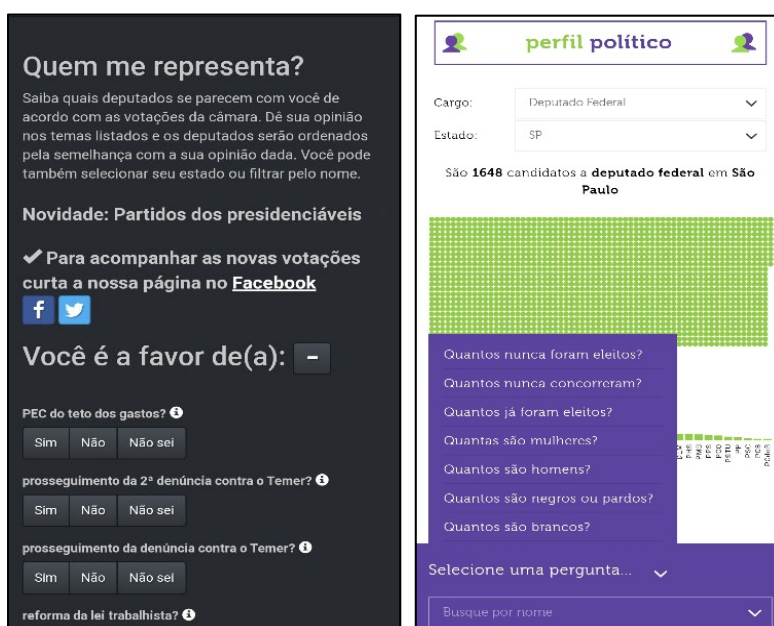 Quem me representa?
Saiba quais deputados se parecem com você de
acordo com as votações da câmara. Dê sua opinião
nos temas listados e os deputados serão ordenados
pela semelhança com a sua opinião dada. Você pode
também selecionar seu estado ou filtrar pelo nome.
Novidade: Partidos dos presidenciáveis
✔ Para acompanhar as novas votações
curta a nossa página no Facebook
Você é a favor de(a): –
PEC do teto dos gastos?
Sim Não Não sei
prosseguimento da 2ª denúncia contra o Temer?
Sim Não Não sei
prosseguimento da denúncia contra o Temer?
Sim Não Não sei
reforma da lei trabalhista?
perfil político
Cargo: Deputado Federal
Estado: SP
São 1648 candidatos a deputado federal em São
Paulo
Quantos nunca foram eleitos?
Quantos nunca concorreram?
Quantos já foram eleitos?
Quantas são mulheres?
Quantos são homens?
Quantos são negros ou pardos?
Quantos são brancos?
PHS
PPS
PSTU
PP
PSC
PCB
Selecione uma pergunta...
Busque por nome